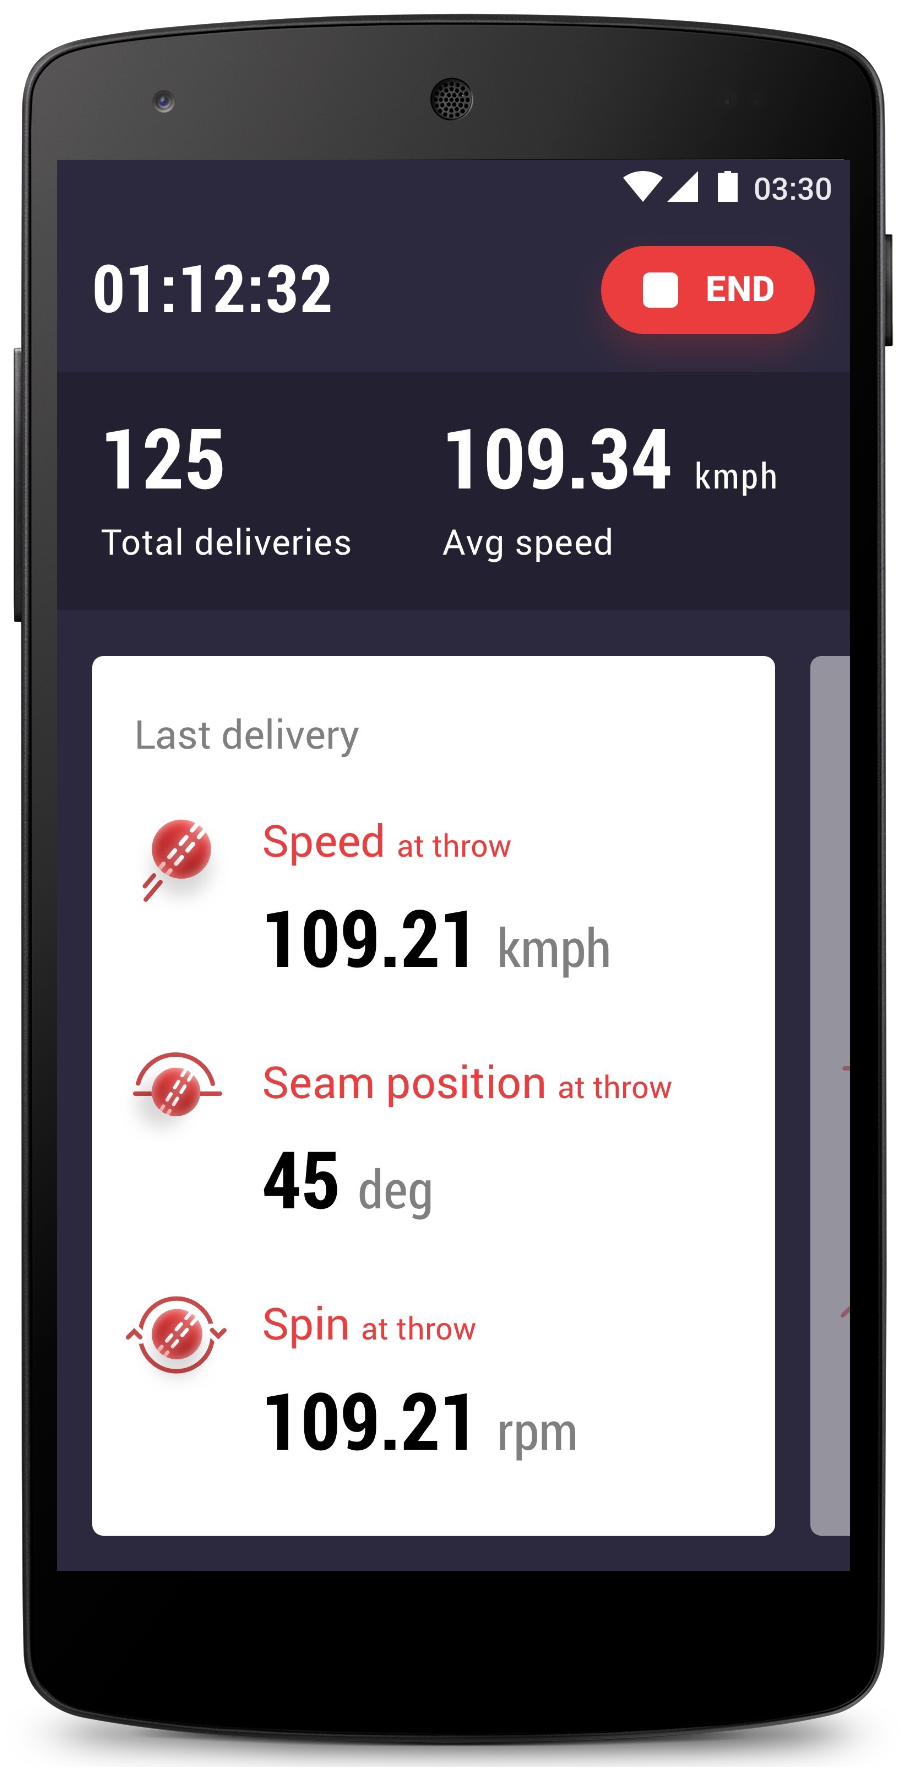 03:30
01:12:32
END
125
109.34 kmph
Total deliveries
Avg speed
Last delivery
Speed at throw
109.21 kmph
Seam position at throw
45 deg
Spin at throw
109.21 rpm